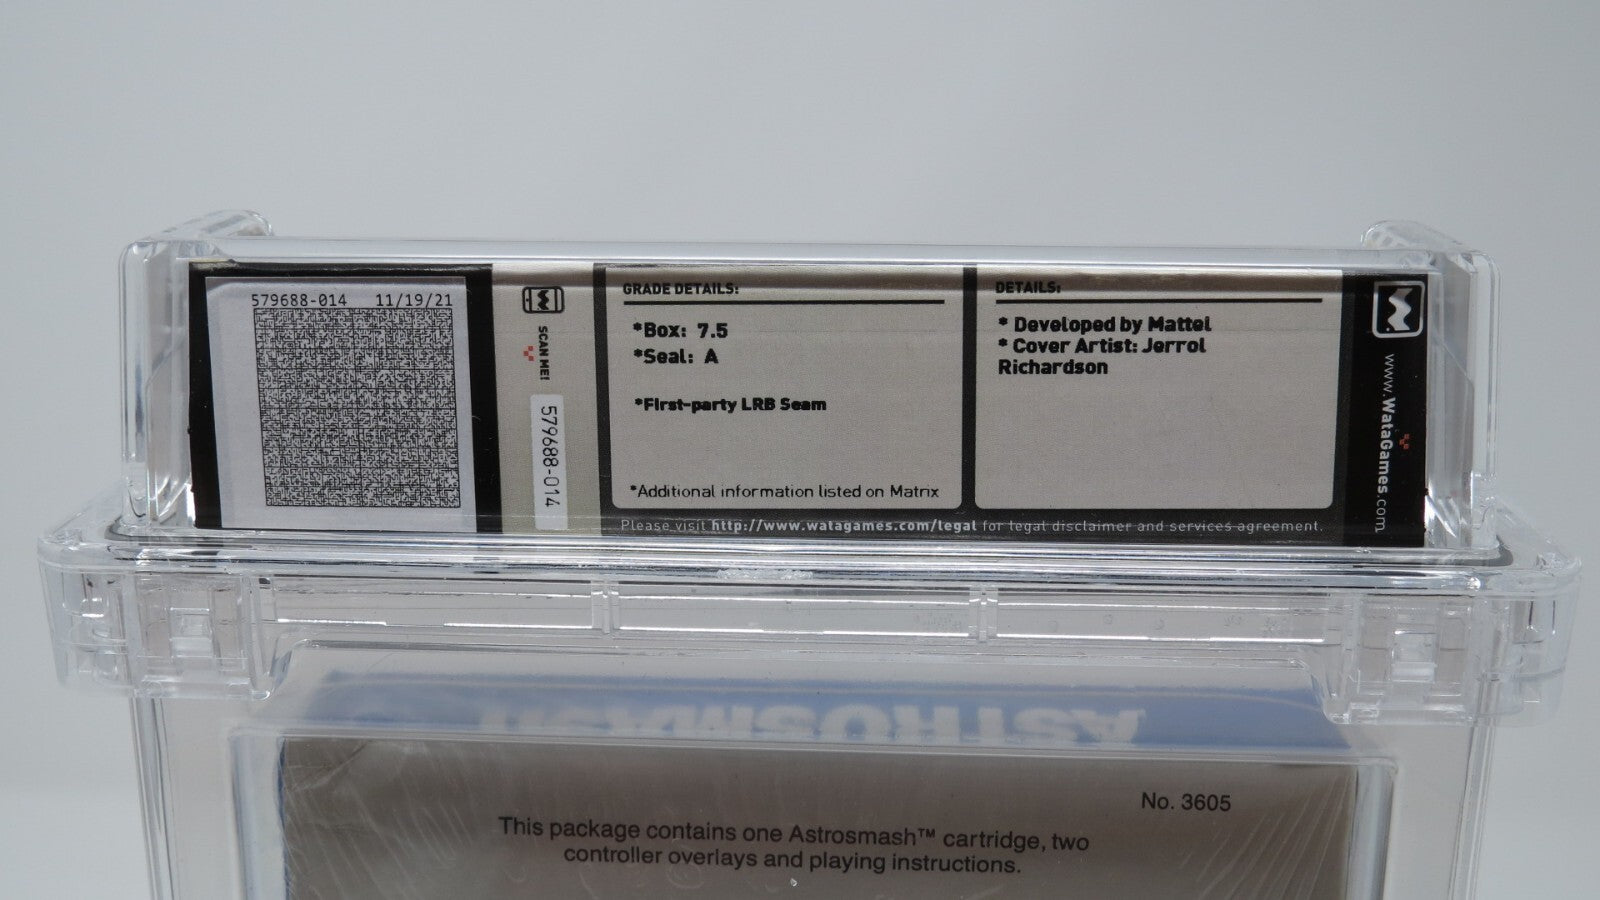 579688-014 11/19/21
SCAN ME!
579688-014
GRADE DETAILS:
*Box: 7.5
*Seal: A
*First-party LRB Seam
*Additional information listed on Matrix
DETAILS:
* Developed by Mattel
* Cover Artist: Jerrol
Richardson
www.WataGames.com
Please visit http://www.watagames.com/legal for legal disclaimer and services agreement.
ASTROSMASH
No. 3605
This package contains one Astrosmash™ cartridge, two
controller overlays and playing instructions.